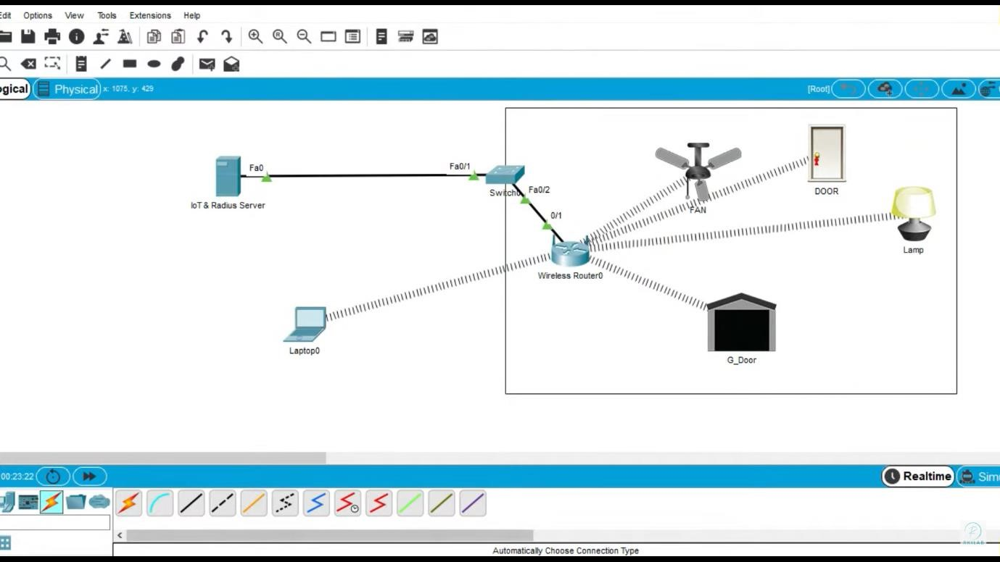 Edit Options View Tools Extensions Help
ogical Physical x: 1075, y: 429 [Root]
Fa0
Fa0/1
IoT & Radius Server
Switch0
Fa0/2
0/1
Wireless Router0
FAN
DOOR
Lamp
Laptop0
G_Door
00:23:22 Realtime Sim
Automatically Choose Connection Type